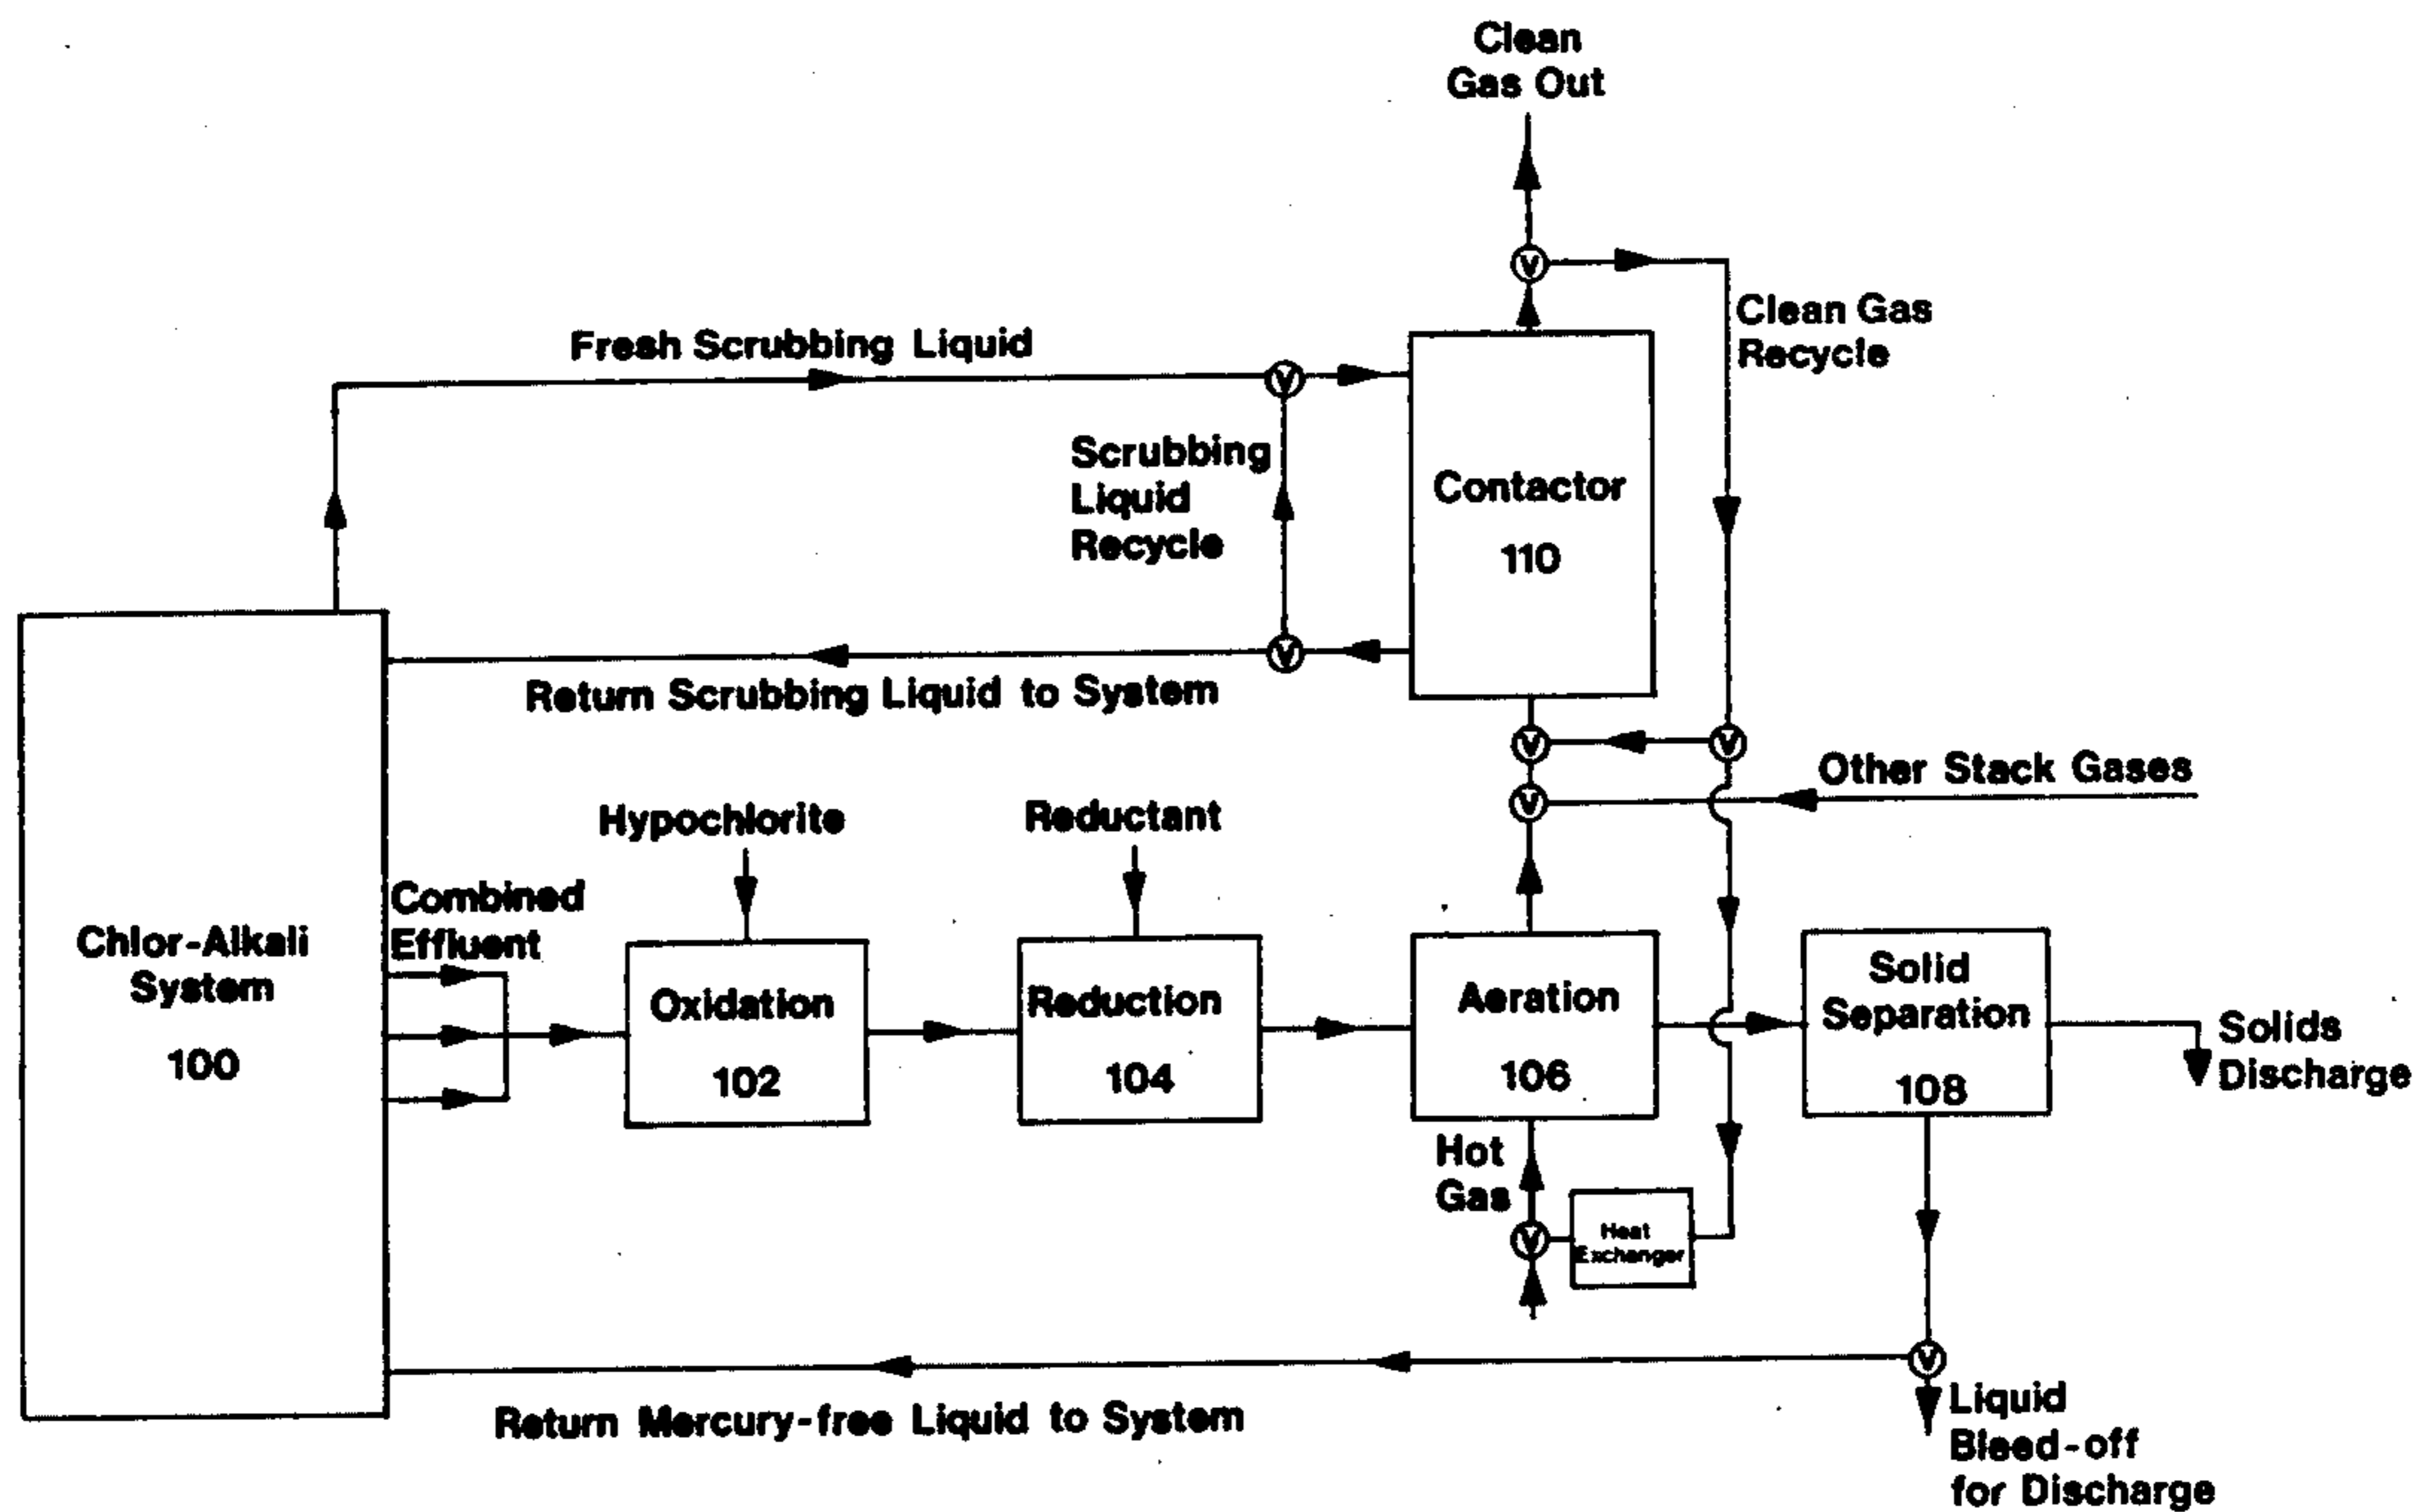 Clean
Gas Out
V
Clean Gas
Recycle
Fresh Scrubbing Liquid
V
Scrubbing
Liquid
Recycle
Contactor
110
V
Return Scrubbing Liquid to System
V
V
Other Stack Gases
V
Hypochlorite
Reductant
Combined
Effluent
Chlor-Alkali
System
100
Oxidation
102
Reduction
104
Aeration
106
Solid
Separation
108
Solids
Discharge
Hot
Gas
V
Heat
Exchanger
V
Return Mercury-free Liquid to System
Liquid
Bleed-off
for Discharge